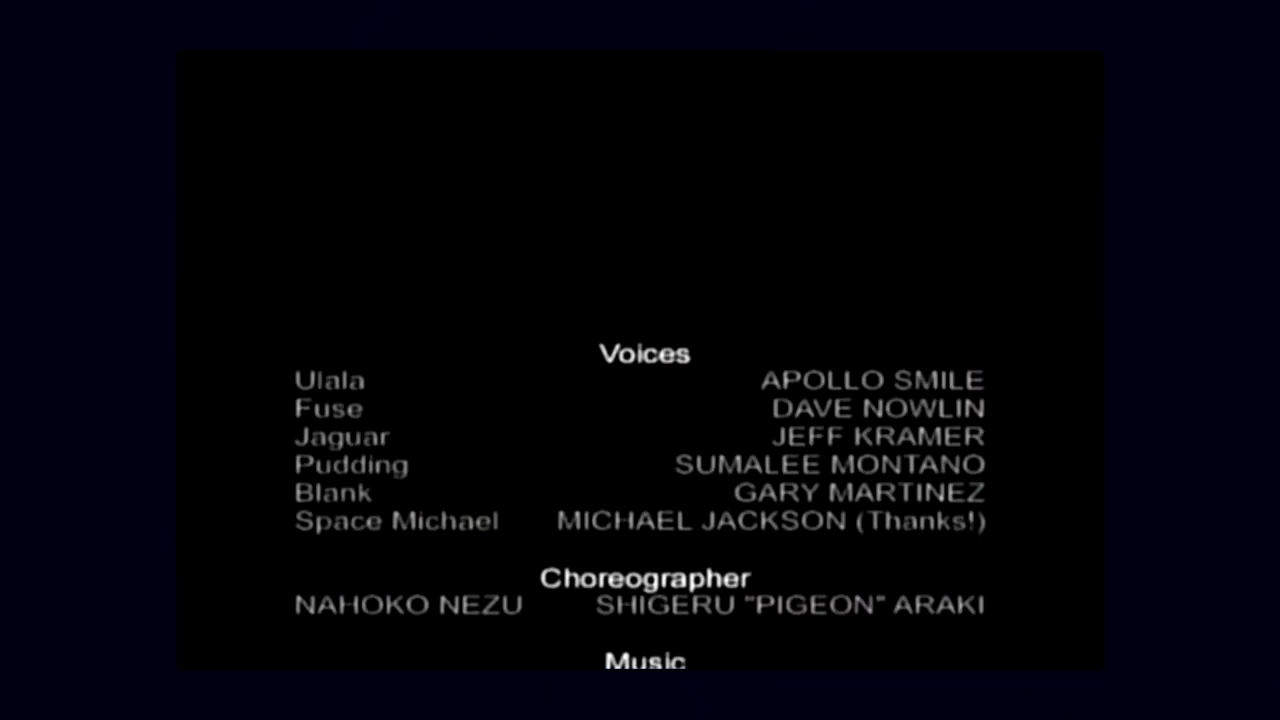 Voices
Ulala APOLLO SMILE
Fuse DAVE NOWLIN
Jaguar JEFF KRAMER
Pudding SUMALEE MONTANO
Blank GARY MARTINEZ
Space Michael MICHAEL JACKSON (Thanks!)
Choreographer
NAHOKO NEZU SHIGERU "PIGEON" ARAKI
Music